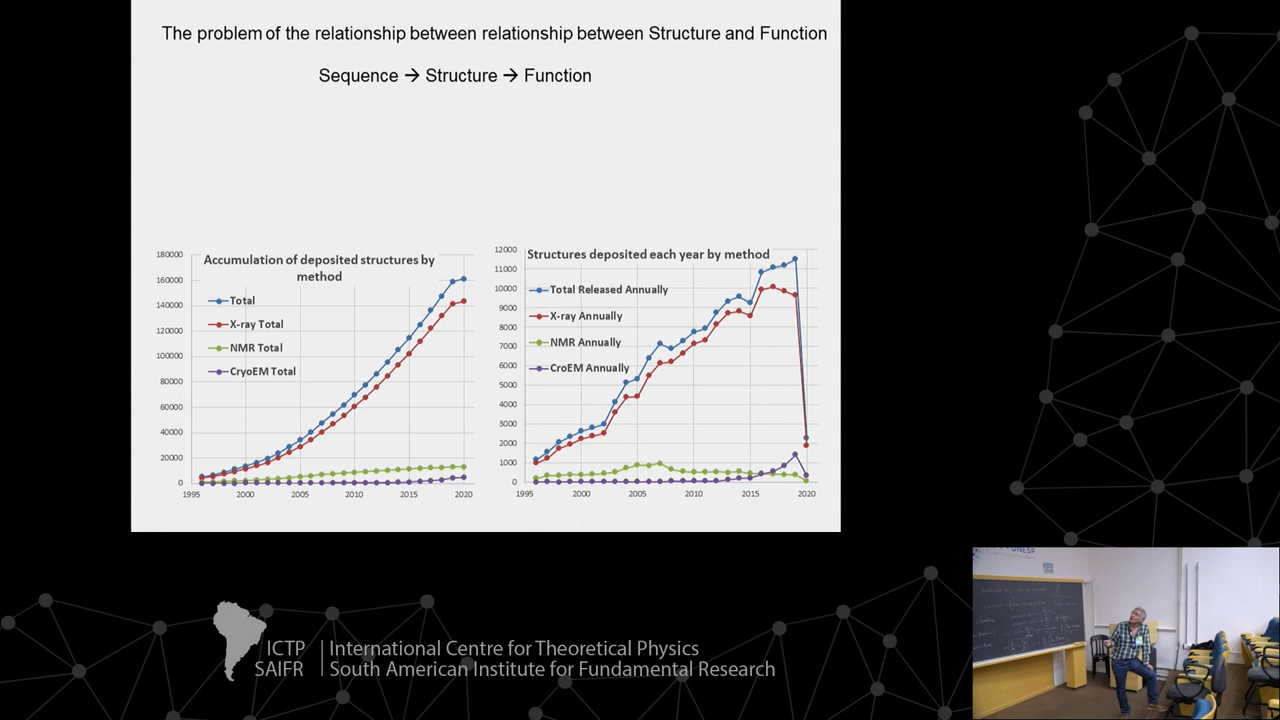 The problem of the relationship between relationship between Structure and Function
Sequence → Structure → Function
Accumulation of deposited structures by
method
180000
160000
140000
120000
100000
80000
60000
40000
20000
0
Total
X-ray Total
NMR Total
CryoEM Total
1995 2000 2005 2010 2015 2020
Structures deposited each year by method
12000
11000
10000
9000
8000
7000
6000
5000
4000
3000
2000
1000
0
Total Released Annually
X-ray Annually
NMR Annually
CroEM Annually
1995 2000 2005 2010 2015 2020
UNESP
ICTP International Centre for Theoretical Physics
SAIFR South American Institute for Fundamental Research